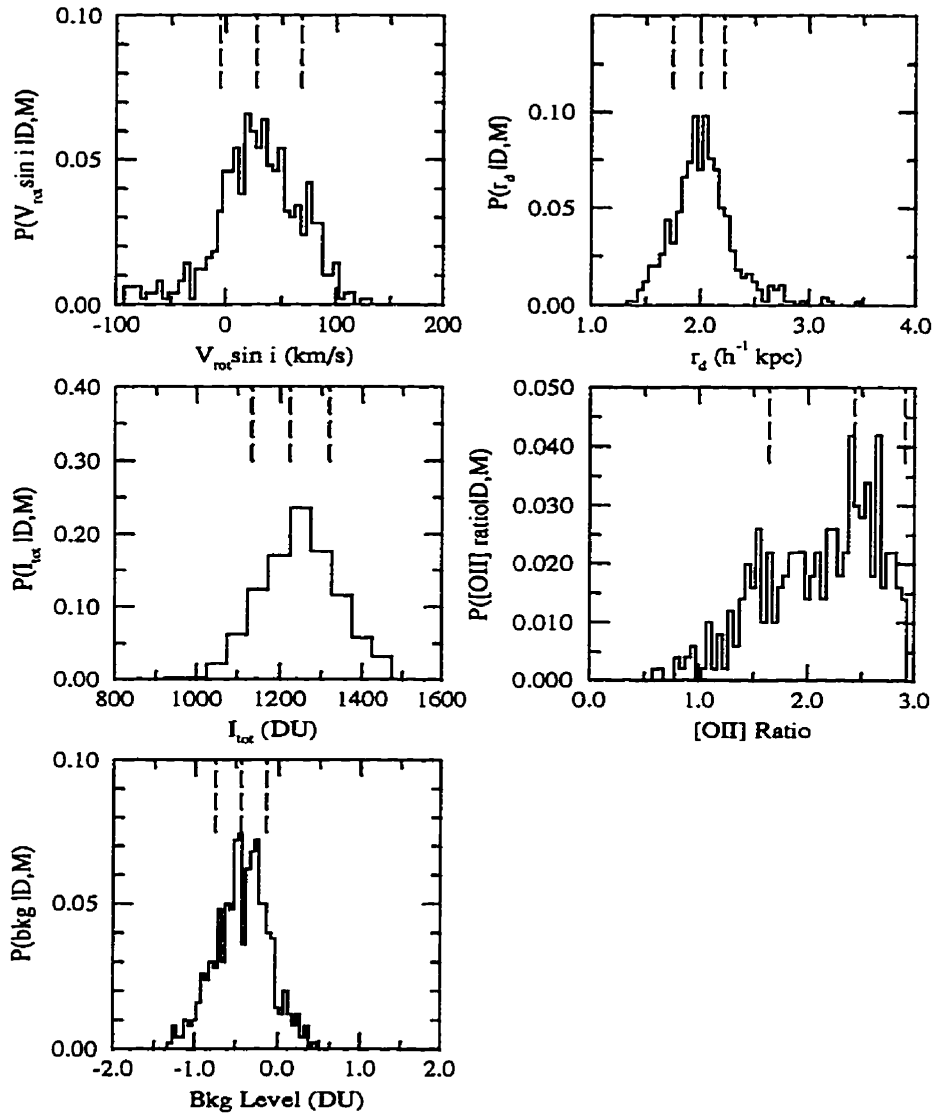 0.10
0.05
0.00
P(V_rot sin i |D,M)
-100 0 100 200
V_rot sin i (km/s)
0.10
0.05
0.00
P(r_d |D,M)
1.0 2.0 3.0 4.0
r_d (h^-1 kpc)
0.40
0.30
0.20
0.10
0.00
P(I_tot |D,M)
800 1000 1200 1400 1600
I_tot (DU)
0.050
0.040
0.030
0.020
0.010
0.000
P([OII] ratio|D,M)
0.0 1.0 2.0 3.0
[OII] Ratio
0.10
0.05
0.00
P(bkg |D,M)
-2.0 -1.0 0.0 1.0 2.0
Bkg Level (DU)